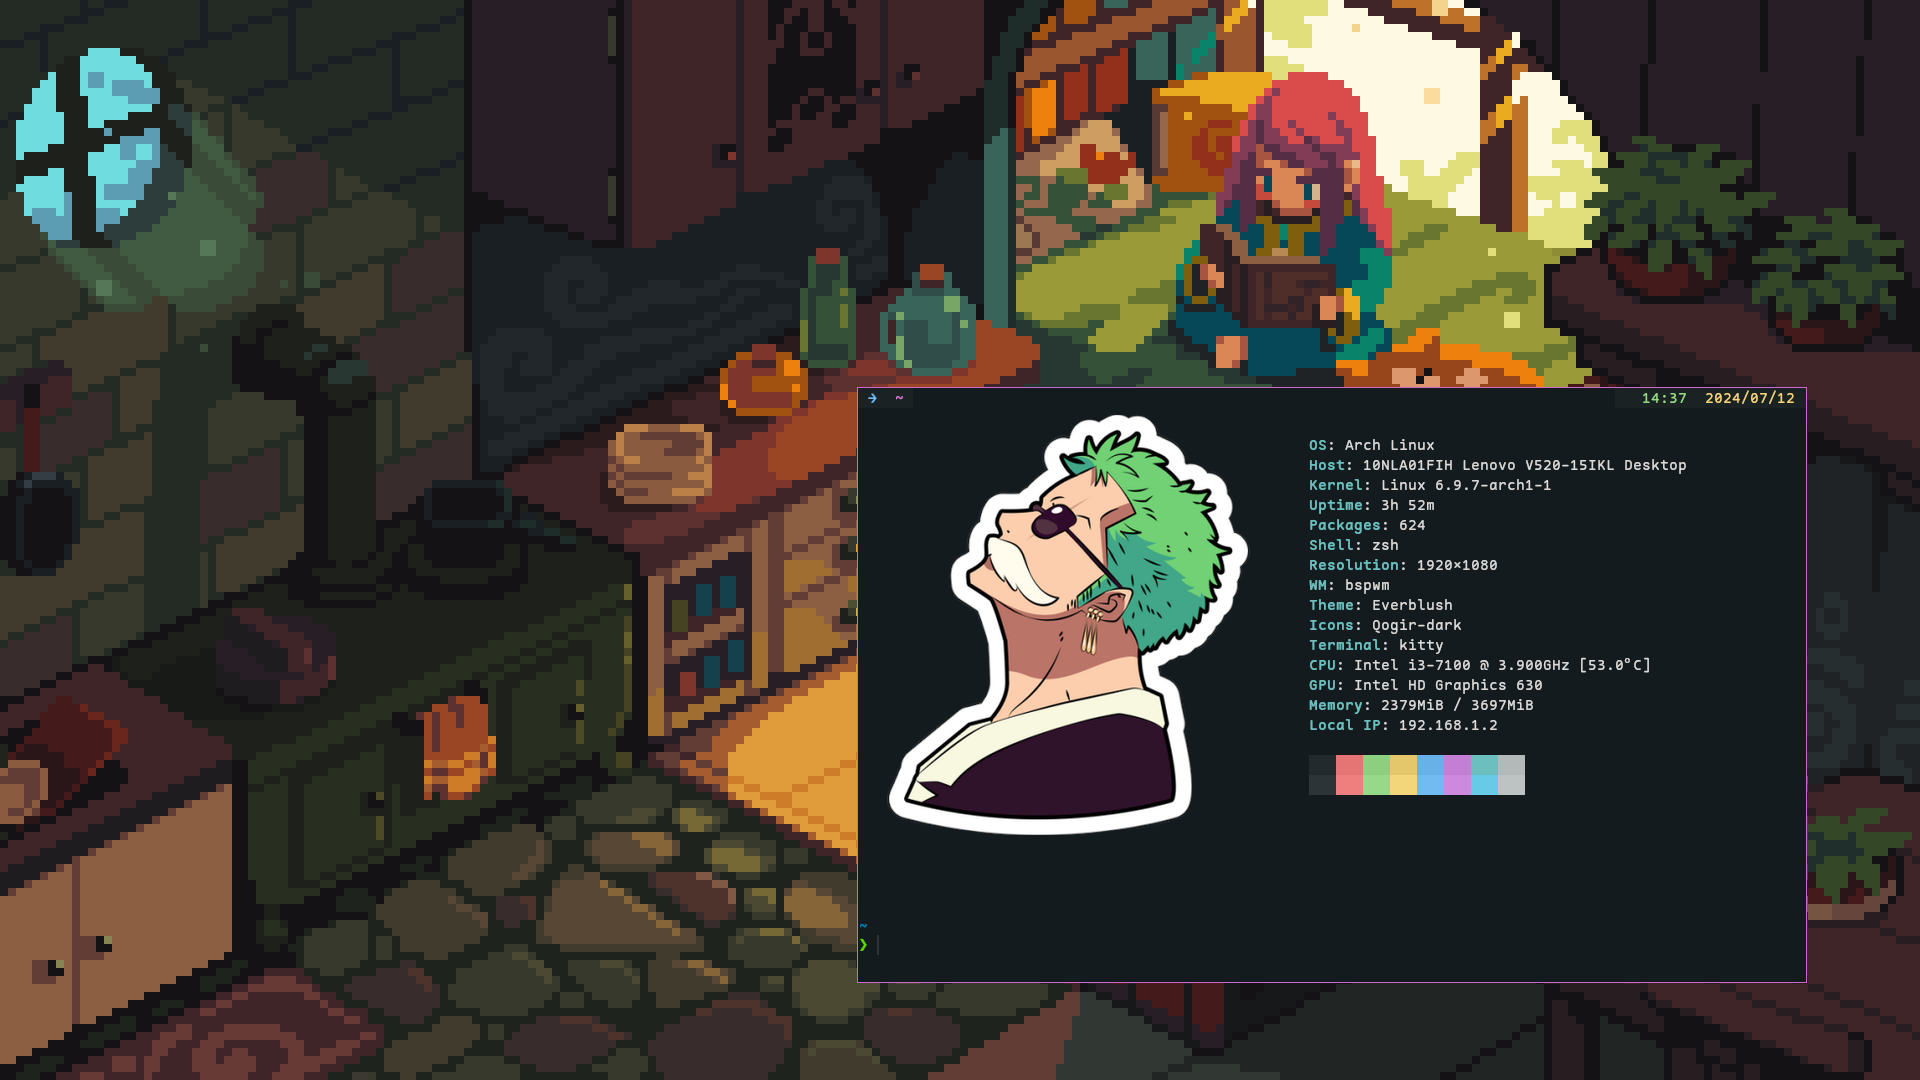 → ~ 14:37 2024/07/12
OS: Arch Linux
Host: 10NLA01FIH Lenovo V520-15IKL Desktop
Kernel: Linux 6.9.7-arch1-1
Uptime: 3h 52m
Packages: 624
Shell: zsh
Resolution: 1920×1080
WM: bspwm
Theme: Everblush
Icons: Qogir-dark
Terminal: kitty
CPU: Intel i3-7100 @ 3.900GHz [53.0°C]
GPU: Intel HD Graphics 630
Memory: 2379MiB / 3697MiB
Local IP: 192.168.1.2
~
❯